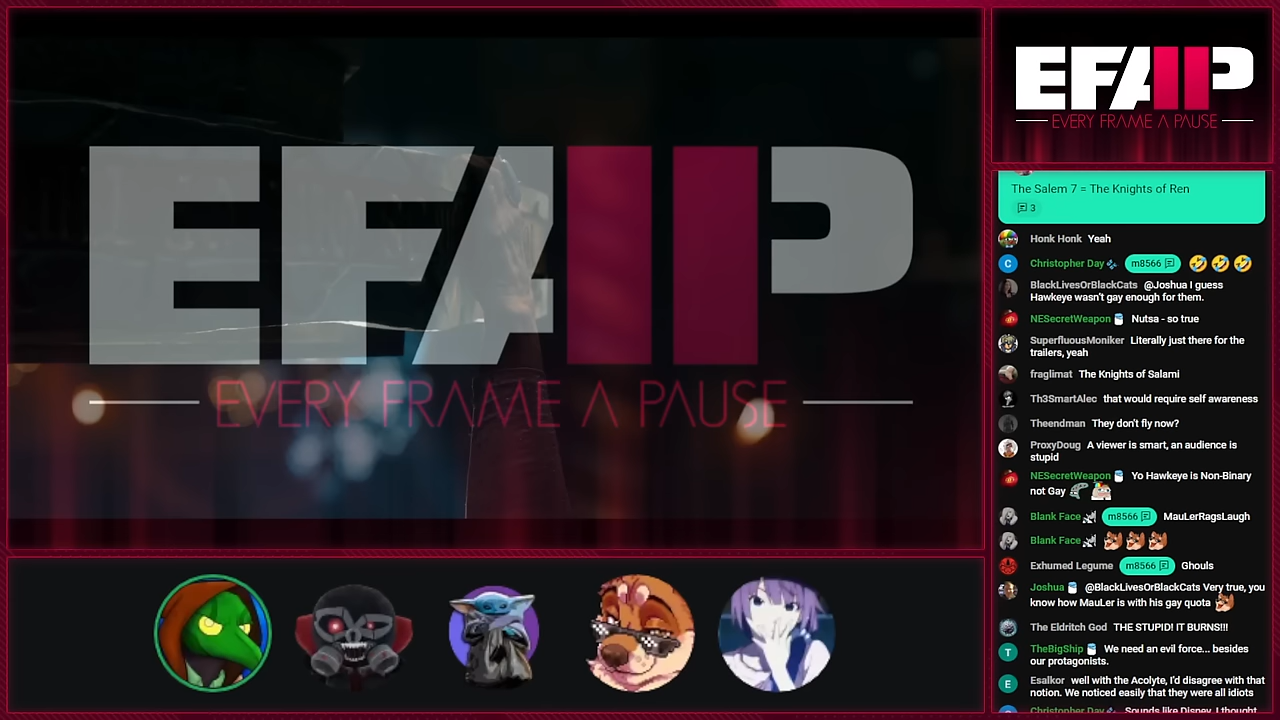 EFAP
EVERY FRAME A PAUSE
EFAP
EVERY FRAME A PAUSE
The Salem 7 = The Knights of Ren
3
Honk Honk Yeah
Christopher Day m8566
BlackLivesOrBlackCats @Joshua I guess
Hawkeye wasn't gay enough for them.
NESecretWeapon Nutsa - so true
SuperfluousMoniker Literally just there for the
trailers, yeah
fraglimat The Knights of Salami
Th3SmartAlec that would require self awareness
Theendman They don't fly now?
ProxyDoug A viewer is smart, an audience is
stupid
NESecretWeapon Yo Hawkeye is Non-Binary
not Gay
Blank Face m8566 MauLerRagsLaugh
Blank Face
Exhumed Legume m8566 Ghouls
Joshua @BlackLivesOrBlackCats Very true, you
know how MauLer is with his gay quota
The Eldritch God THE STUPID! IT BURNS!!!
T TheBigShip We need an evil force... besides
our protagonists.
E Esalkor well with the Acolyte, I'd disagree with that
notion. We noticed easily that they were all idiots
Christopher Day Sounds like Disney. I thought